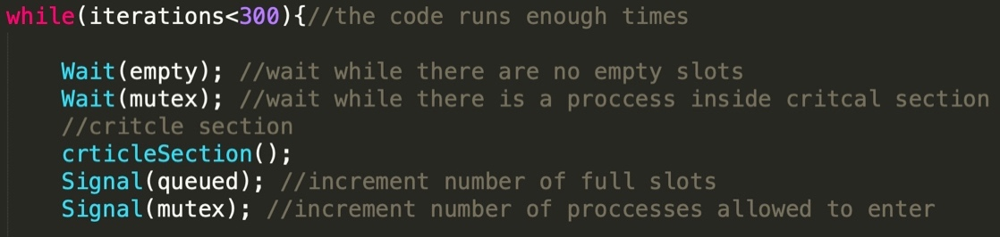 while(iterations<300){//the code runs enough times
Wait(empty); //wait while there are no empty slots
Wait(mutex); //wait while there is a proccess inside critcal section
//critcle section
crticleSection();
Signal(queued); //increment number of full slots
Signal(mutex); //increment number of proccesses allowed to enter